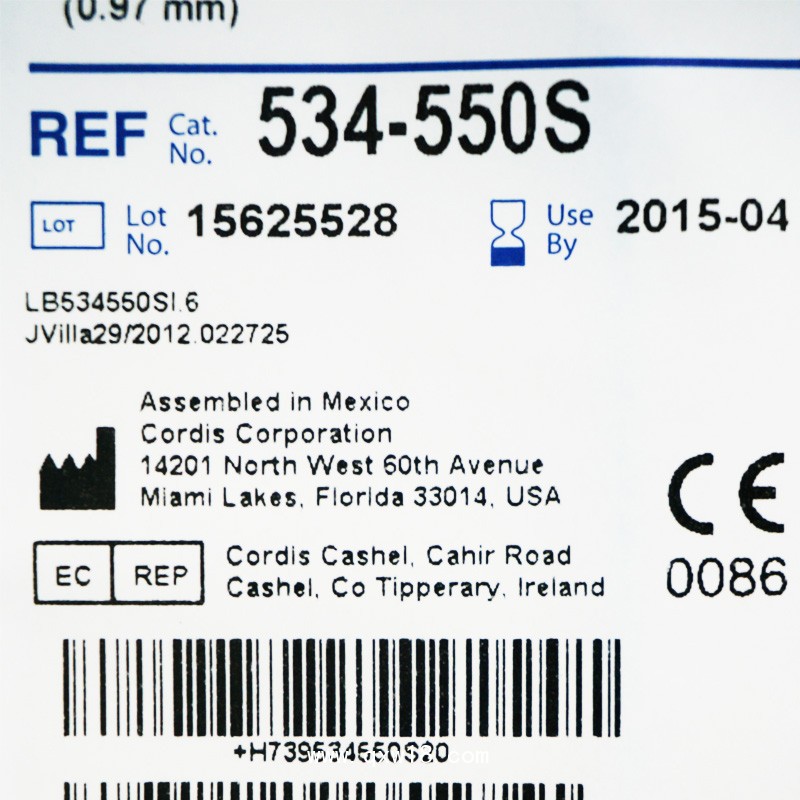 (0.97 mm)
REF Cat. No. 534-550S
LOT Lot No. 15625528 Use By 2015-04
LB534550SI.6
JVilla29/2012.022725
Assembled in Mexico
Cordis Corporation
14201 North West 60th Avenue
Miami Lakes, Florida 33014, USA
CE
0086
EC REP Cordis Cashel, Cahir Road
Cashel, Co Tipperary, Ireland